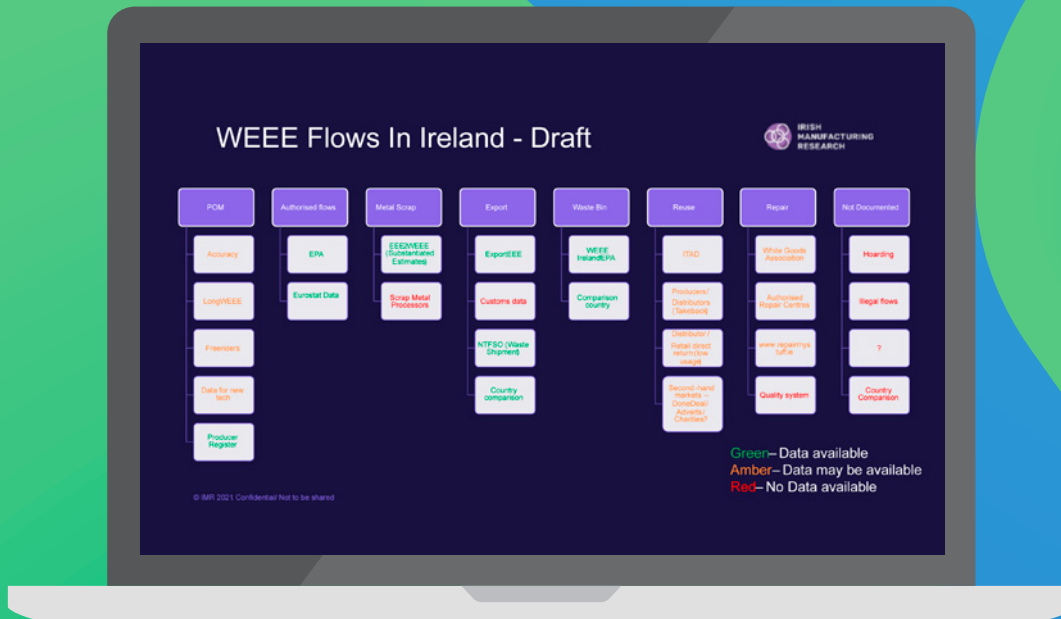 WEEE Flows In Ireland - Draft
IRISH
MANUFACTURING
RESEARCH
POM
Accuracy
LongWEEE
Freeriders
Data for new
tech
Producer
Register
Authorised flows
EPA
Eurostat Data
Metal Scrap
EEE2WEEE
(Substantiated
Estimates)
Scrap Metal
Processors
Export
ExportEEE
Customs data
NTFSO (Waste
Shipment)
Country
comparison
Waste Bin
WEEE
IrelandEPA
Comparison
country
Reuse
ITAD
Producers/
Distributors
(Takeback)
Distributor /
Retail direct
return (low
usage)
Second-hand
markets –
DoneDeal/
Adverts/
Charities?
Repair
White Goods
Association
Authorised
Repair Centres
www.repairmys
tuff.ie
Quality system
Not Documented
Hoarding
Illegal flows
?
Country
Comparison
Green– Data available
Amber– Data may be available
Red– No Data available
© IMR 2021 Confidential/ Not to be shared